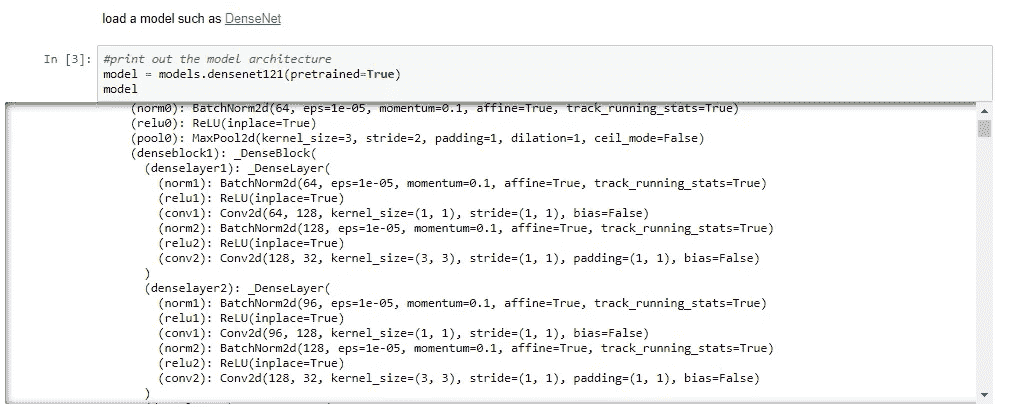 load a model such as DenseNet
In [3]: #print out the model architecture
model = models.densenet121(pretrained=True)
model
(norm0): BatchNorm2d(64, eps=1e-05, momentum=0.1, affine=True, track_running_stats=True)
(relu0): ReLU(inplace=True)
(pool0): MaxPool2d(kernel_size=3, stride=2, padding=1, dilation=1, ceil_mode=False)
(denseblock1): _DenseBlock(
(denselayer1): _DenseLayer(
(norm1): BatchNorm2d(64, eps=1e-05, momentum=0.1, affine=True, track_running_stats=True)
(relu1): ReLU(inplace=True)
(conv1): Conv2d(64, 128, kernel_size=(1, 1), stride=(1, 1), bias=False)
(norm2): BatchNorm2d(128, eps=1e-05, momentum=0.1, affine=True, track_running_stats=True)
(relu2): ReLU(inplace=True)
(conv2): Conv2d(128, 32, kernel_size=(3, 3), stride=(1, 1), padding=(1, 1), bias=False)
)
(denselayer2): _DenseLayer(
(norm1): BatchNorm2d(96, eps=1e-05, momentum=0.1, affine=True, track_running_stats=True)
(relu1): ReLU(inplace=True)
(conv1): Conv2d(96, 128, kernel_size=(1, 1), stride=(1, 1), bias=False)
(norm2): BatchNorm2d(128, eps=1e-05, momentum=0.1, affine=True, track_running_stats=True)
(relu2): ReLU(inplace=True)
(conv2): Conv2d(128, 32, kernel_size=(3, 3), stride=(1, 1), padding=(1, 1), bias=False)
)